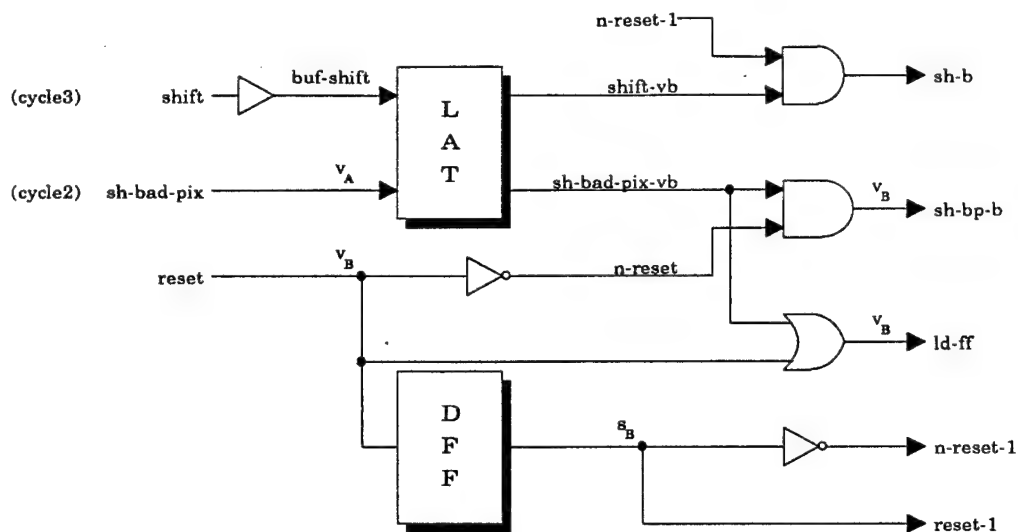 n-reset-1
sh-b
buf-shift
(cycle3) shift
shift-vb
L
A
T
(cycle2) sh-bad-pix
v_A
sh-bad-pix-vb
v_B
sh-bp-b
reset
v_B
n-reset
v_B
ld-ff
D
F
F
s_B
n-reset-1
reset-1